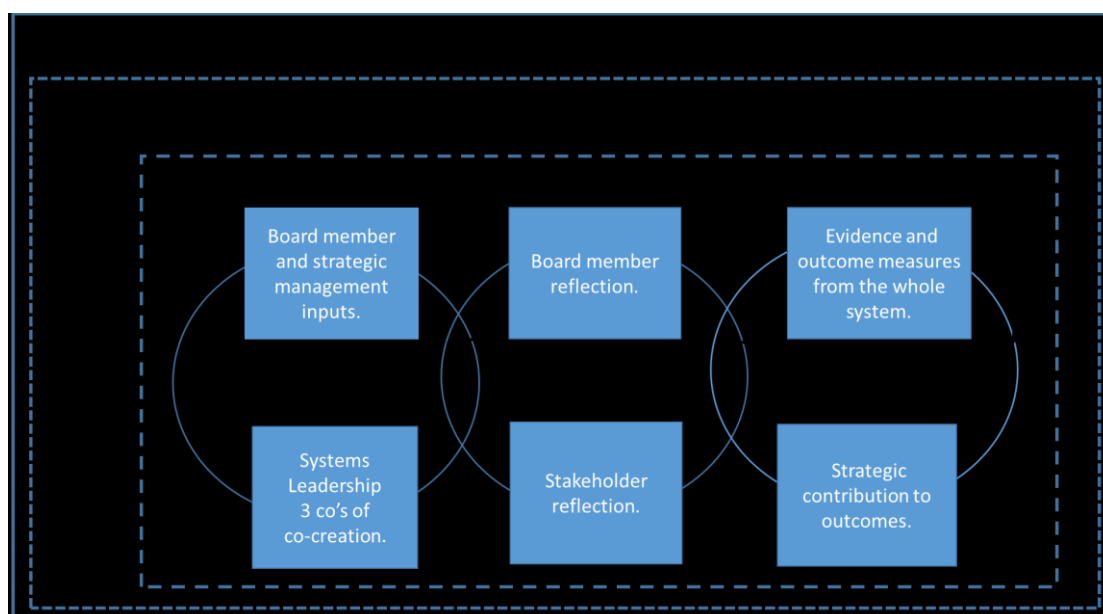 Board member
and strategic
management
inputs.
Board member
reflection.
Evidence and
outcome measures
from the whole
system.
Systems
Leadership
3 co’s of
co-creation.
Stakeholder
reflection.
Strategic
contribution to
outcomes.